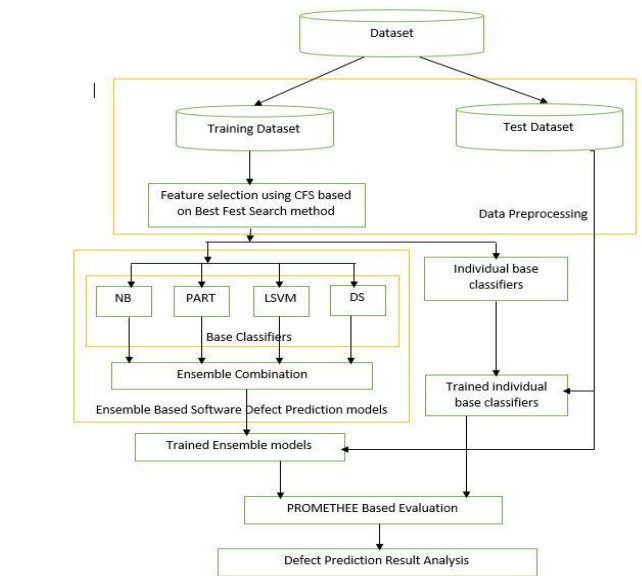 Dataset
Training Dataset
Test Dataset
Feature selection using CFS based
on Best Fest Search method
Data Preprocessing
NB
PART
LSVM
DS
Base Classifiers
Individual base
classifiers
Ensemble Combination
Ensemble Based Software Defect Prediction models
Trained individual
base classifiers
Trained Ensemble models
PROMETHEE Based Evaluation
Defect Prediction Result Analysis